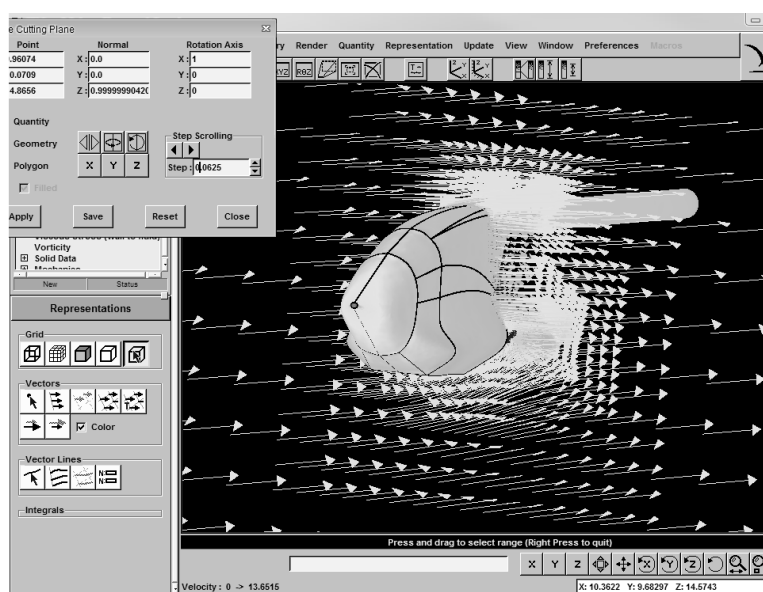 e Cutting Plane
Point Normal Rotation Axis
.96074 X: 0.0 X: 1
0.0709 Y: 0.0 Y: 0
4.8656 Z: 0.9999999042 Z: 0
Quantity
Geometry
Polygon X Y Z
Filled
Step Scrolling
Step : 0.0625
Apply Save Reset Close
ry Render Quantity Representation Update View Window Preferences Macros
Vorticity
Solid Data
New Status
Representations
Grid
Vectors
Color
Vector Lines
Integrals
Press and drag to select range (Right Press to quit)
X Y Z
Velocity : 0 -> 13.6515
X: 10.3622 Y: 9.68297 Z: 14.5743